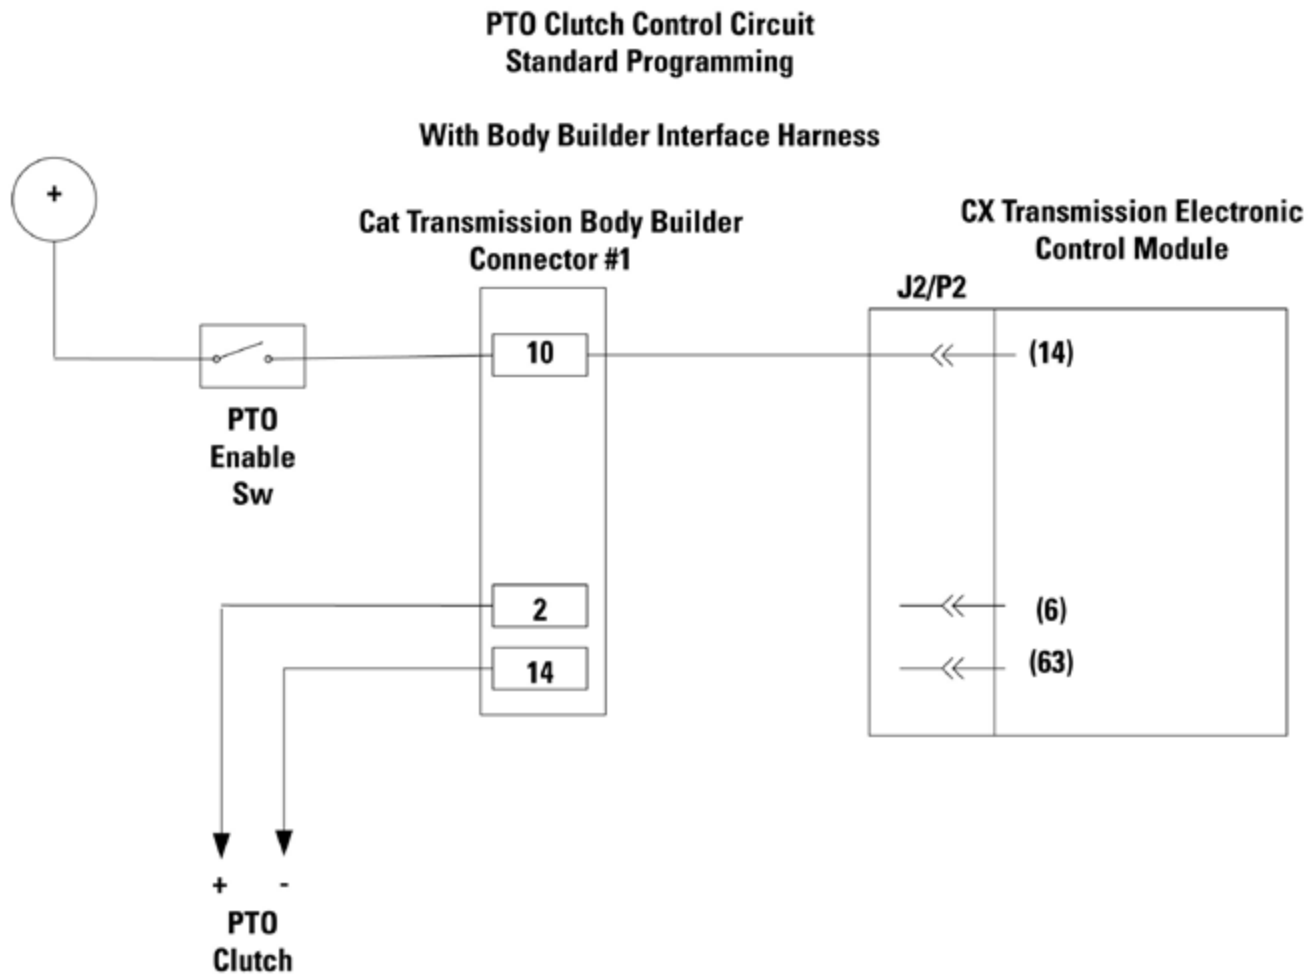 PTO Clutch Control Circuit
Standard Programming
With Body Builder Interface Harness
+
Cat Transmission Body Builder
Connector #1
CX Transmission Electronic
Control Module
J2/P2
10
(14)
PTO
Enable
Sw
2
(6)
14
(63)
+ -
PTO
Clutch